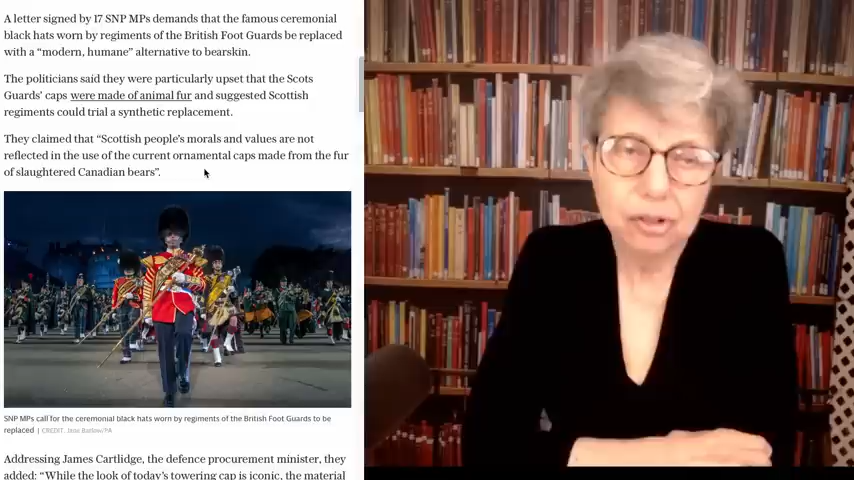 A letter signed by 17 SNP MPs demands that the famous ceremonial
black hats worn by regiments of the British Foot Guards be replaced
with a “modern, humane” alternative to bearskin.
The politicians said they were particularly upset that the Scots
Guards’ caps were made of animal fur and suggested Scottish
regiments could trial a synthetic replacement.
They claimed that “Scottish people’s morals and values are not
reflected in the use of the current ornamental caps made from the fur
of slaughtered Canadian bears”.
SNP MPs call for the ceremonial black hats worn by regiments of the British Foot Guards to be
replaced | CREDIT: Jane Barlow/PA
Addressing James Cartlidge, the defence procurement minister, they
added: “While the look of today’s towering cap is iconic, the material